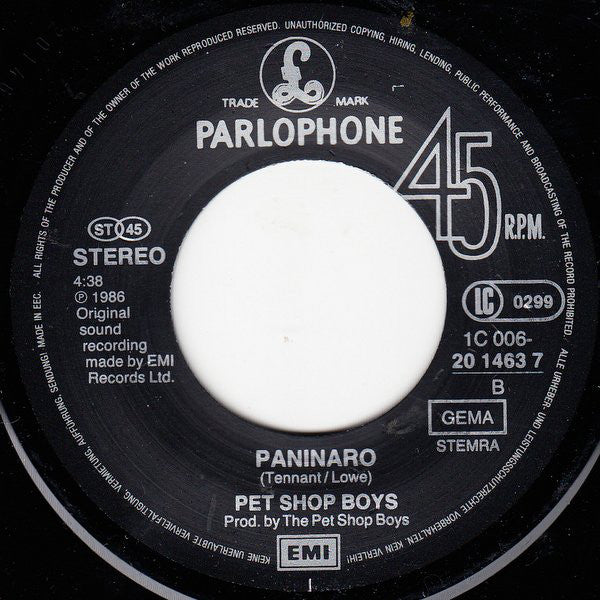 ALL RIGHTS OF THE PRODUCER AND OF THE OWNER OF THE WORK REPRODUCED RESERVED. UNAUTHORIZED COPYING, HIRING, LENDING, PUBLIC PERFORMANCE AND BROADCASTING OF THE RECORD PROHIBITED.
£
TRADE MARK
PARLOPHONE
45
R.P.M.
ST 45
STEREO
4:38
℗ 1986
Original
sound
recording
made by EMI
Records Ltd.
LC 0299
1C 006-
20 1463 7
B
GEMA
STEMRA
PANINARO
(Tennant/Lowe)
PET SHOP BOYS
Prod. by The Pet Shop Boys
EMI
ALLE URHEBER- UND LEISTUNGSSCHUTZRECHTE VORBEHALTEN. KEIN VERLEIH! KEINE UNERLAUBTE VERVIELFÄLTIGUNG, VERMIETUNG, AUFFÜHRUNG, SENDUNG! MADE IN EEC.